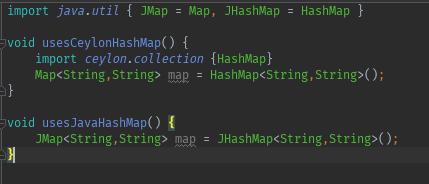 import java.util { JMap = Map, JHashMap = HashMap }
void usesCeylonHashMap() {
import ceylon.collection {HashMap}
Map<String,String> map = HashMap<String,String>();
}
void usesJavaHashMap() {
JMap<String,String> map = JHashMap<String,String>();
}